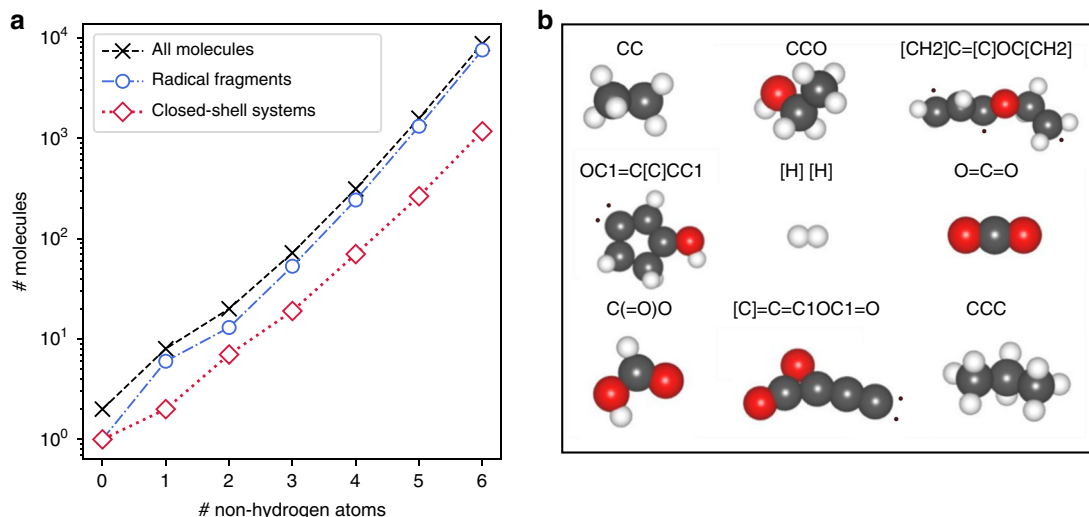 a
10^4
10^3
10^2
10^1
10^0
# molecules
All molecules
Radical fragments
Closed-shell systems
0 1 2 3 4 5 6
# non-hydrogen atoms
b
CC CCO [CH2]C=[C]OC[CH2]
OC1=C[C]CC1 [H] [H] O=C=O
C(=O)O [C]=C=C1OC1=O CCC